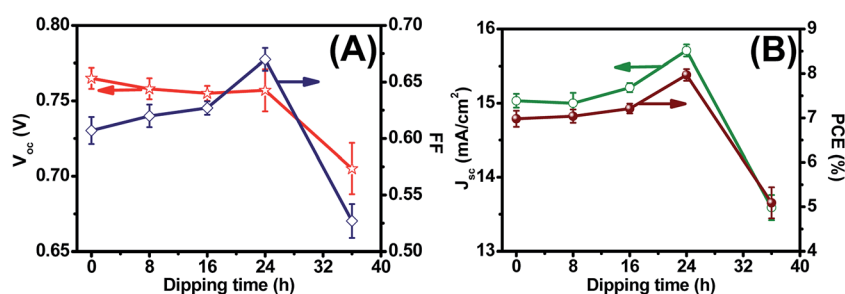 (A)
V_oc (V)
0.80
0.75
0.70
0.65
0.70
0.65
0.60
0.55
0.50
FF
0 8 16 24 32 40
Dipping time (h)
(B)
J_sc (mA/cm²)
16
15
14
13
9
8
7
6
5
4
PCE (%)
0 8 16 24 32 40
Dipping time (h)